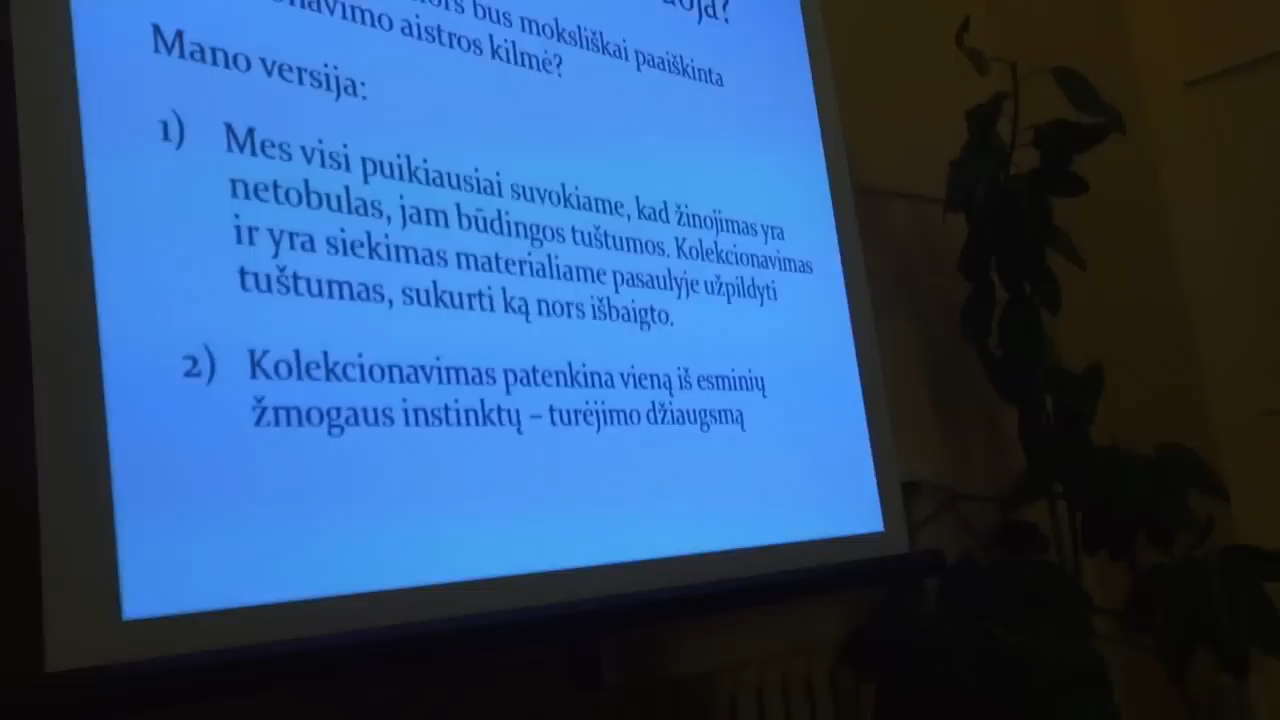 bus moksliškai paaiškinta
aistros kilmė?
Mano versija:
1) Mes visi puikiausiai suvokiame, kad žinojimas yra
netobulas, jam būdingos tuštumos. Kolekcionavimas
ir yra siekimas materialiame pasaulyje užpildyti
tuštumas, sukurti ką nors išbaigto.
2) Kolekcionavimas patenkina vieną iš esminių
žmogaus instinktų – turėjimo džiaugsmą